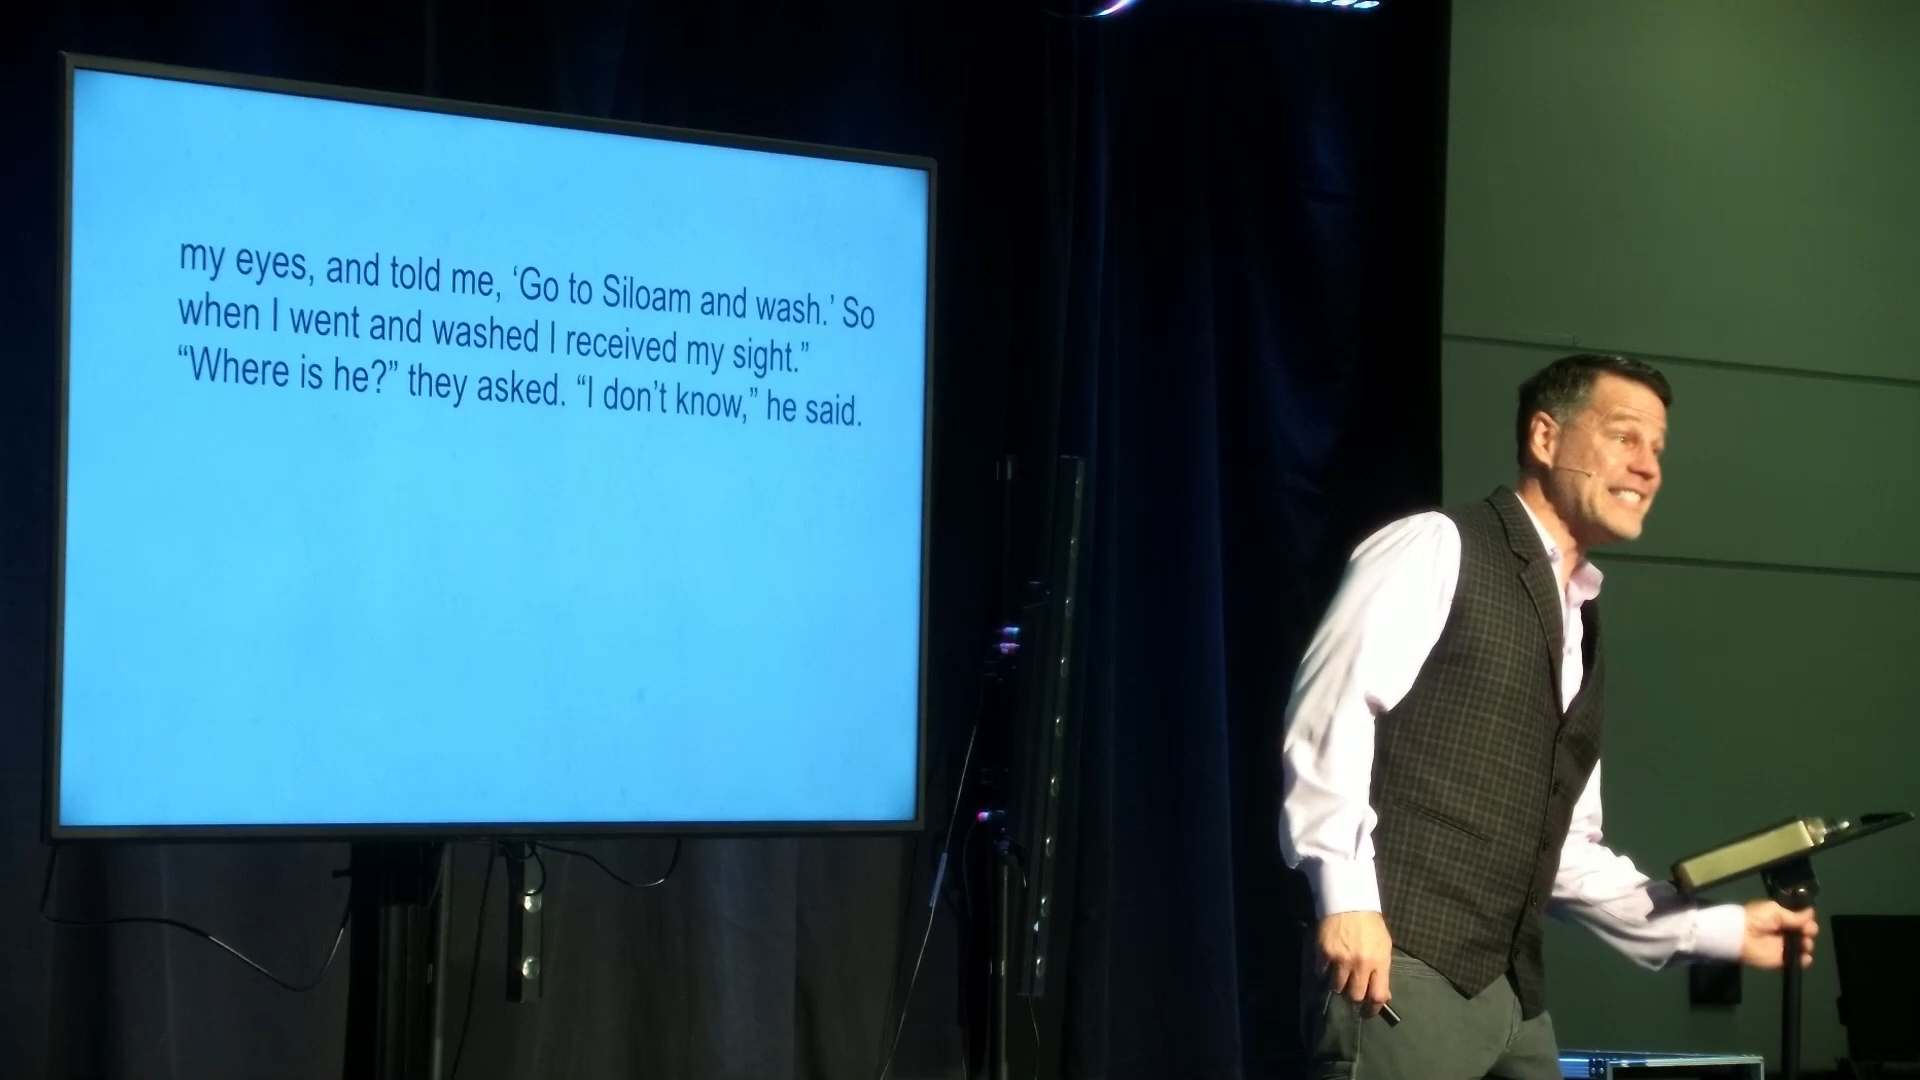 my eyes, and told me, ‘Go to Siloam and wash.’ So
when I went and washed I received my sight.”
“Where is he?” they asked. “I don’t know,” he said.